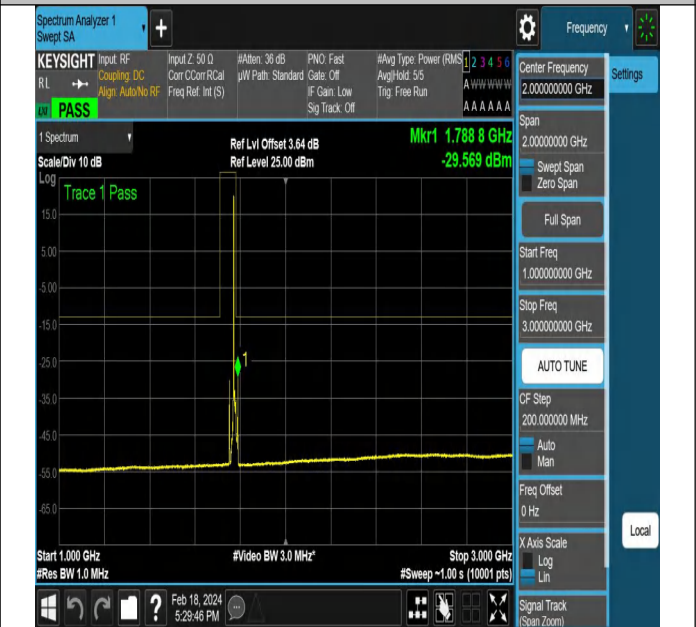 Spectrum Analyzer 1
Swept SA
Frequency
KEYSIGHT
Input: RF
Coupling: DC
Align: Auto/No RF
Input Z: 50 Ω
Corr CCorr RCal
Freq Ref: Int (S)
#Atten: 36 dB
µW Path: Standard
PNO: Fast
Gate: Off
IF Gain: Low
Sig Track: Off
#Avg Type: Power (RMS
Avg|Hold: 5/5
Trig: Free Run
1 2 3 4 5 6
A W W W W W
A A A A A A
RL
LXI
PASS
1 Spectrum
Scale/Div 10 dB
Ref Lvl Offset 3.64 dB
Ref Level 25.00 dBm
Mkr1 1.788 8 GHz
-29.569 dBm
Log
Trace 1 Pass
15.0
5.00
-5.00
-15.0
-25.0
-35.0
-45.0
-55.0
-65.0
1
Start 1.000 GHz
#Res BW 1.0 MHz
#Video BW 3.0 MHz*
Stop 3.000 GHz
#Sweep ~1.00 s (10001 pts)
Feb 18, 2024
5:29:46 PM
?
Center Frequency
2.000000000 GHz
Span
2.00000000 GHz
Swept Span
Zero Span
Full Span
Start Freq
1.000000000 GHz
Stop Freq
3.000000000 GHz
AUTO TUNE
CF Step
200.000000 MHz
Auto
Man
Freq Offset
0 Hz
X Axis Scale
Log
Lin
Signal Track
(Span Zoom)
Settings
Local